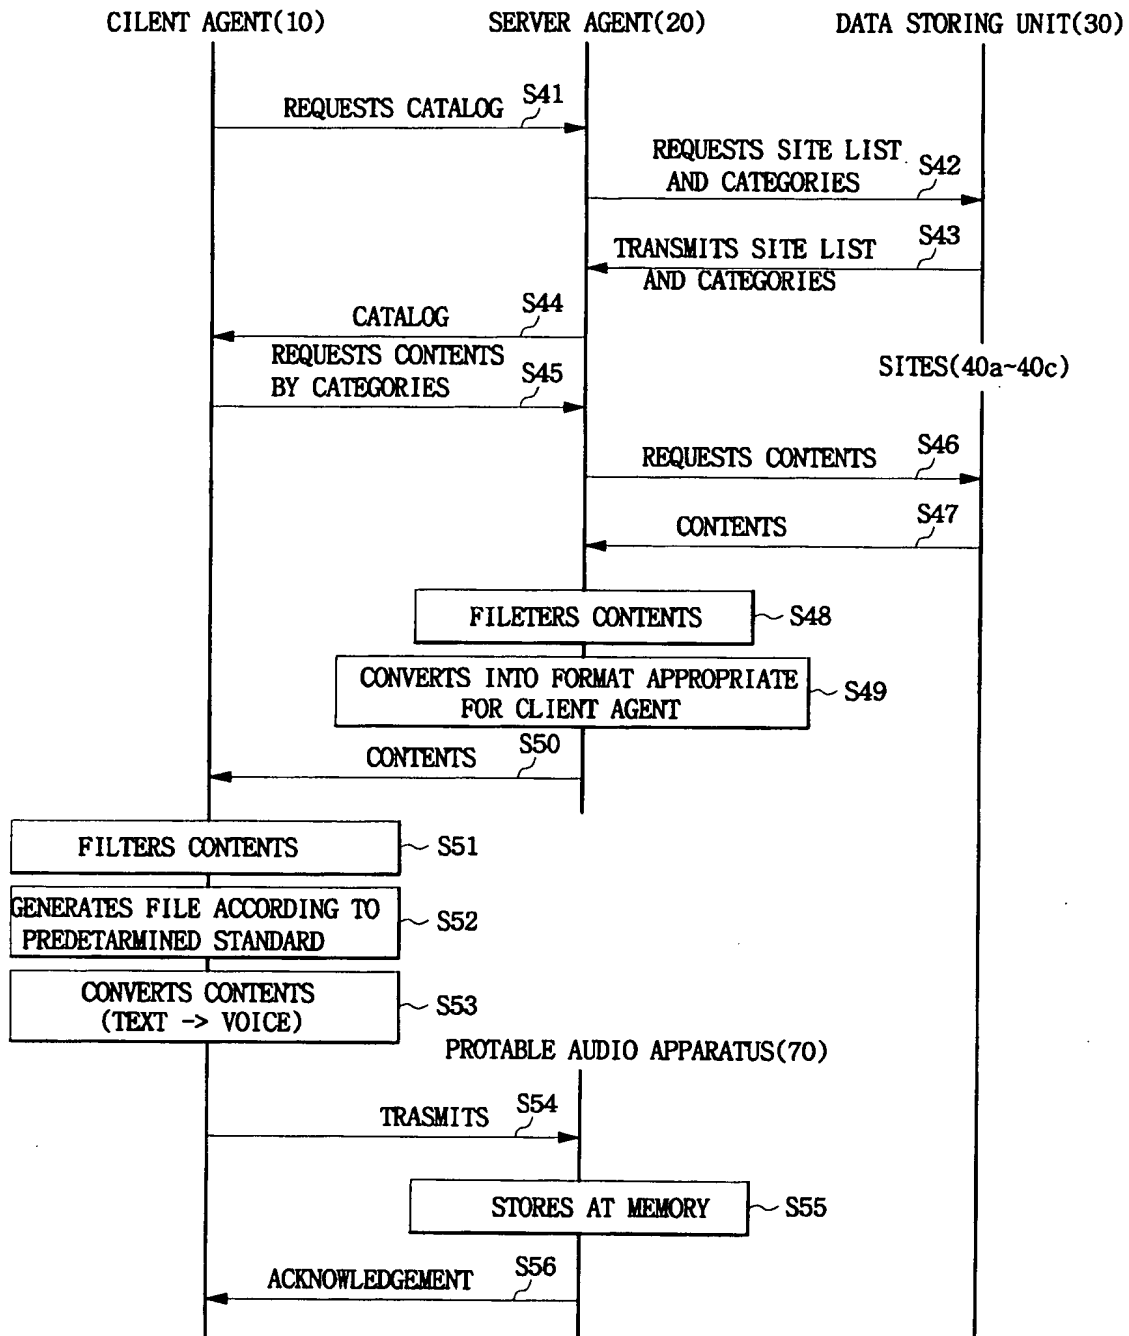 CILENT AGENT(10)
SERVER AGENT(20)
DATA STORING UNIT(30)
REQUESTS CATALOG
S41
REQUESTS SITE LIST
AND CATEGORIES
S42
TRANSMITS SITE LIST
AND CATEGORIES
S43
CATALOG
S44
REQUESTS CONTENTS
BY CATEGORIES
S45
SITES(40a~40c)
REQUESTS CONTENTS
S46
CONTENTS
S47
FILETERS CONTENTS
S48
CONVERTS INTO FORMAT APPROPRIATE
FOR CLIENT AGENT
S49
CONTENTS
S50
FILTERS CONTENTS
S51
GENERATES FILE ACCORDING TO
PREDETARMINED STANDARD
S52
CONVERTS CONTENTS
(TEXT -> VOICE)
S53
PROTABLE AUDIO APPARATUS(70)
TRASMITS
S54
STORES AT MEMORY
S55
ACKNOWLEDGEMENT
S56